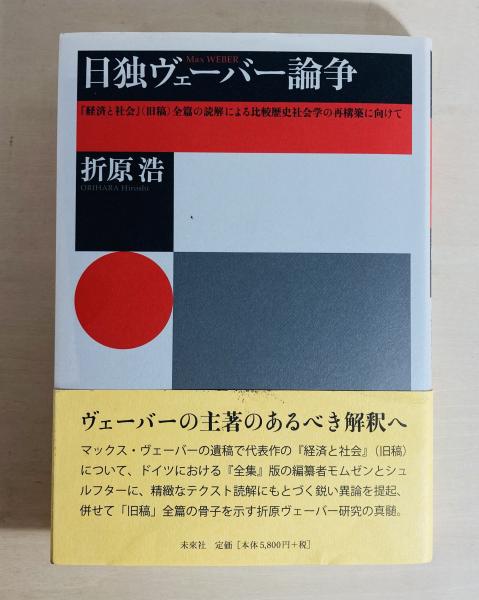 Max WEBER
日独ヴェーバー論争
『経済と社会』（旧稿）全篇の読解による比較歴史社会学の再構築に向けて
折原 浩
ORIHARA Hiroshi
ヴェーバーの主著のあるべき解釈へ
マックス・ヴェーバーの遺稿で代表作の『経済と社会』（旧稿）
について、ドイツにおける『全集』版の編纂者モムゼンとシュ
ルフターに、精緻なテクスト読解にもとづく鋭い異論を提起、
併せて「旧稿」全篇の骨子を示す折原ヴェーバー研究の真髄。
未來社 定価［本体5,800円+税］